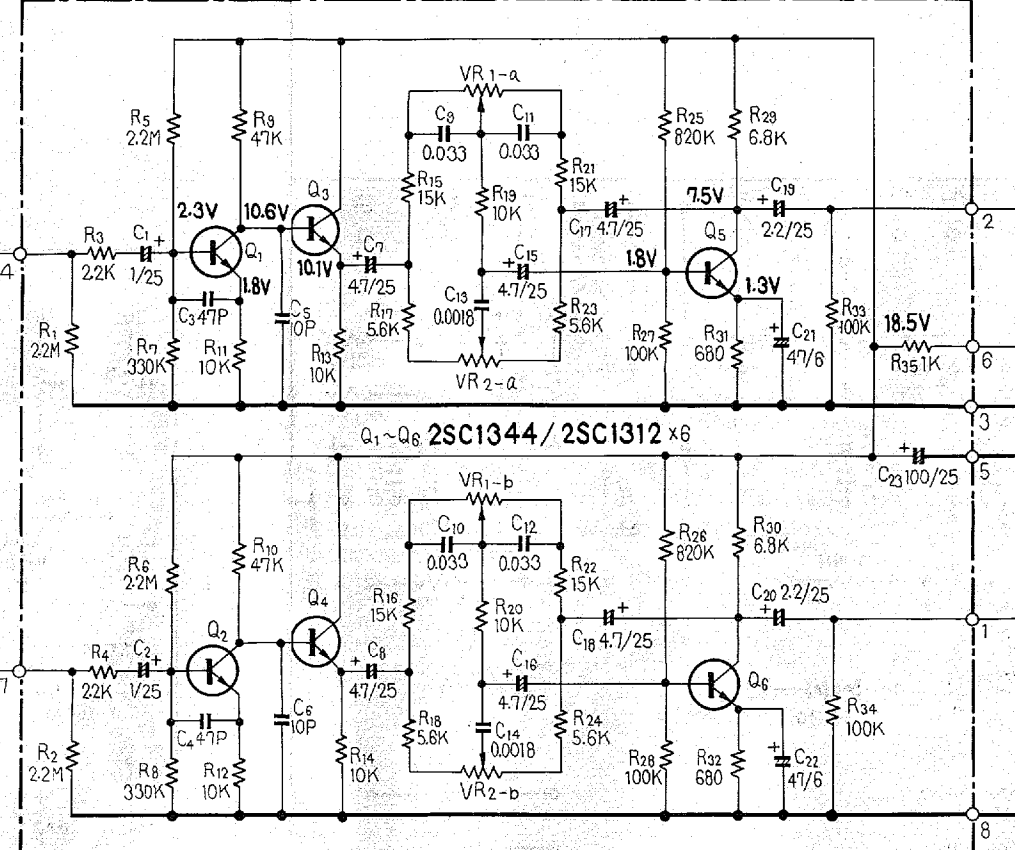 VR1-a
R5
2.2M
R9
47K
C9
0.033
C11
0.033
R25
820K
R29
6.8K
R15
15K
R21
15K
Q3
R19
10K
2.3V
10.6V
7.5V
C19
2.2/25
2
R3
2.2K
C1
1/25
Q1
10.1V
C7
4.7/25
C17 4.7/25
Q5
4
1.8V
C15
4.7/25
1.8V
1.3V
C3 47P
C5
10P
R17
5.6K
C13
0.0018
R23
5.6K
R33
100K
18.5V
R1
2.2M
R7
330K
R11
10K
R13
10K
R27
100K
R31
680
C21
47/6
R35 1K
6
VR2-a
3
Q1~Q6 2SC1344/2SC1312 x6
C23 100/25
5
VR1-b
R6
2.2M
R10
47K
C10
0.033
C12
0.033
R26
820K
R30
6.8K
R16
15K
R22
15K
Q4
R20
10K
C20 2.2/25
Q2
C18 4.7/25
1
R4
2.2K
C2
1/25
C8
4.7/25
C16
4.7/25
Q6
7
C4 47P
C6
10P
R18
5.6K
C14
0.0018
R24
5.6K
R34
100K
R2
2.2M
R8
330K
R12
10K
R14
10K
R28
100K
R32
680
C22
47/6
VR2-b
8